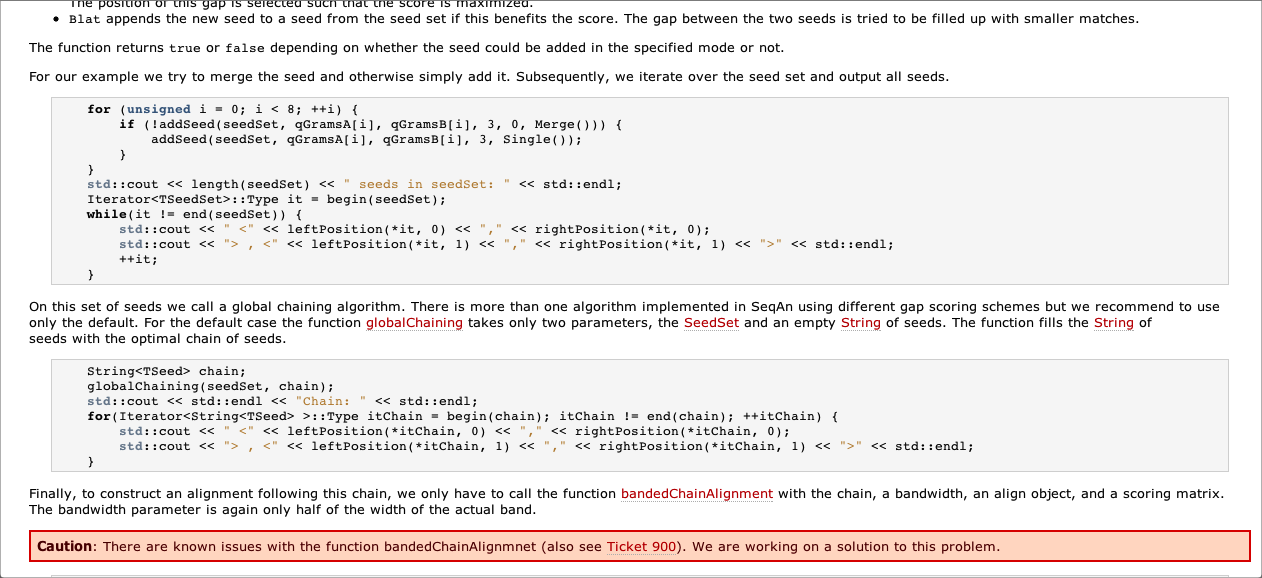 The position of this gap is selected such that the score is maximized.
• Blat appends the new seed to a seed from the seed set if this benefits the score. The gap between the two seeds is tried to be filled up with smaller matches.
The function returns true or false depending on whether the seed could be added in the specified mode or not.
For our example we try to merge the seed and otherwise simply add it. Subsequently, we iterate over the seed set and output all seeds.
for (unsigned i = 0; i < 8; ++i) {
if (!addSeed(seedSet, qGramsA[i], qGramsB[i], 3, 0, Merge())) {
addSeed(seedSet, qGramsA[i], qGramsB[i], 3, Single());
}
}
std::cout << length(seedSet) << " seeds in seedSet: " << std::endl;
Iterator<TSeedSet>::Type it = begin(seedSet);
while(it != end(seedSet)) {
std::cout << " <" << leftPosition(*it, 0) << "," << rightPosition(*it, 0);
std::cout << "> , <" << leftPosition(*it, 1) << "," << rightPosition(*it, 1) << ">" << std::endl;
++it;
}
On this set of seeds we call a global chaining algorithm. There is more than one algorithm implemented in SeqAn using different gap scoring schemes but we recommend to use
only the default. For the default case the function globalChaining takes only two parameters, the SeedSet and an empty String of seeds. The function fills the String of
seeds with the optimal chain of seeds.
String<TSeed> chain;
globalChaining(seedSet, chain);
std::cout << std::endl << "Chain: " << std::endl;
for(Iterator<String<TSeed> >::Type itChain = begin(chain); itChain != end(chain); ++itChain) {
std::cout << " <" << leftPosition(*itChain, 0) << "," << rightPosition(*itChain, 0);
std::cout << "> , <" << leftPosition(*itChain, 1) << "," << rightPosition(*itChain, 1) << ">" << std::endl;
}
Finally, to construct an alignment following this chain, we only have to call the function bandedChainAlignment with the chain, a bandwidth, an align object, and a scoring matrix.
The bandwidth parameter is again only half of the width of the actual band.
Caution: There are known issues with the function bandedChainAlignmnet (also see Ticket 900). We are working on a solution to this problem.